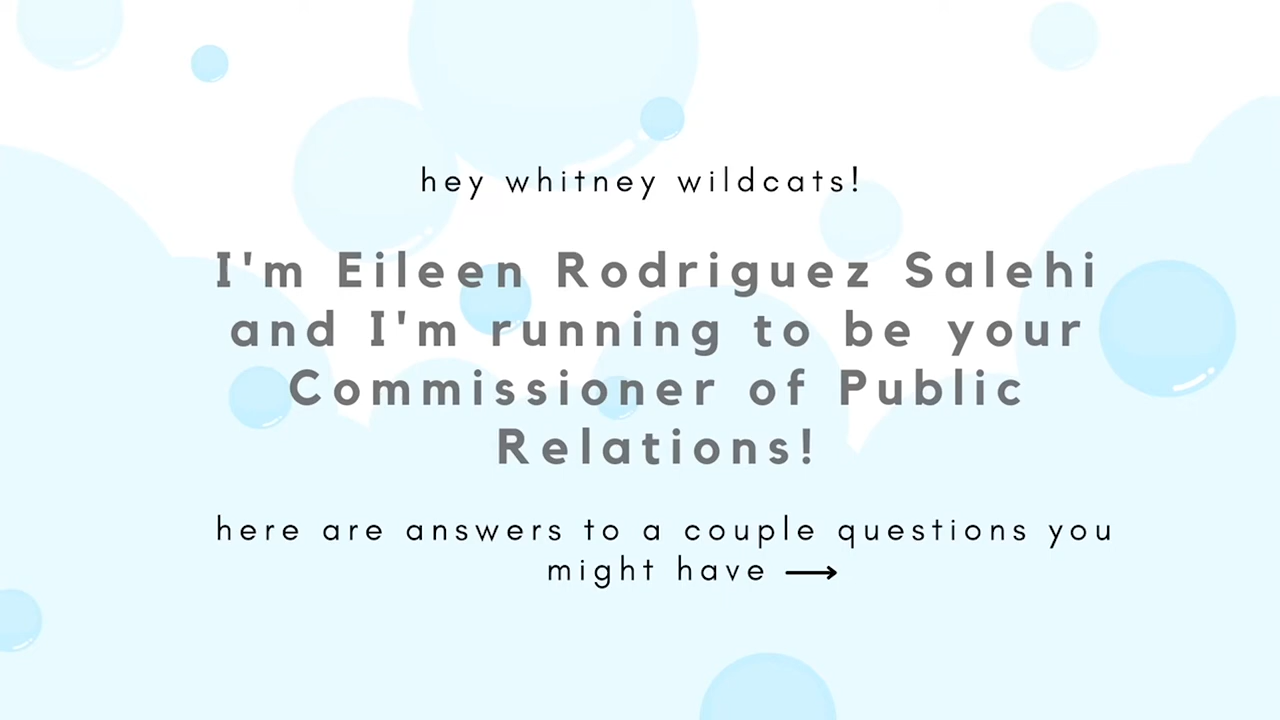 hey whitney wildcats!
I'm Eileen Rodriguez Salehi
and I'm running to be your
Commissioner of Public
Relations!
here are answers to a couple questions you
might have ⟶